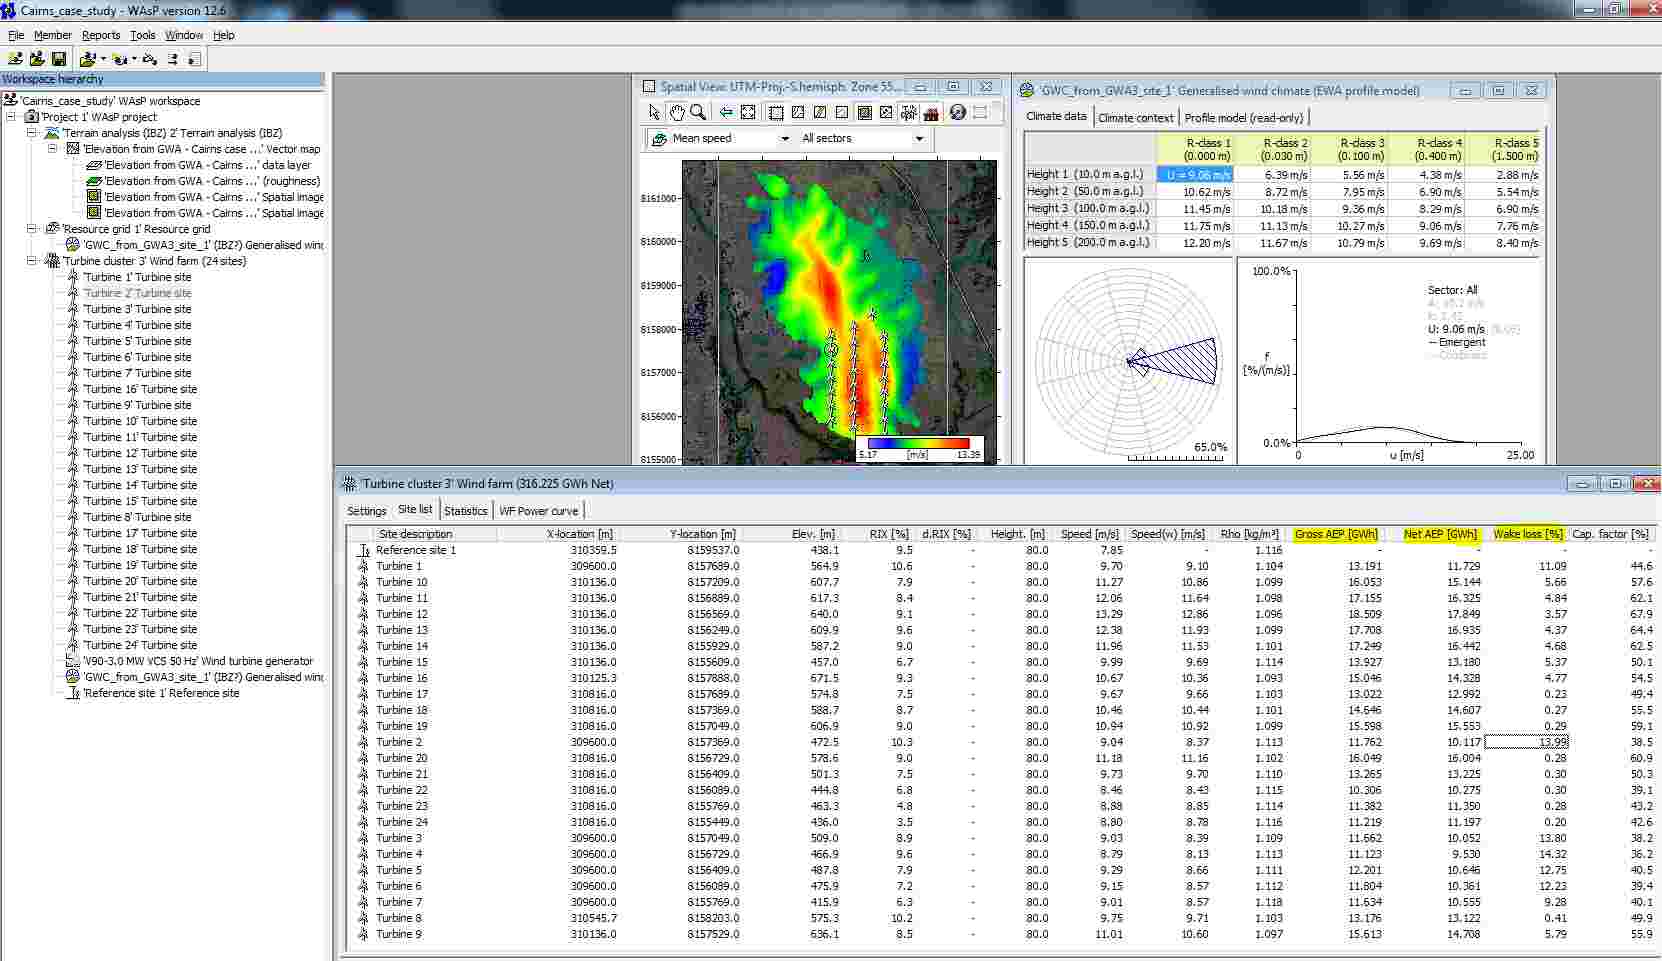 Cairns_case_study - WAsP version 12.6
File Member Reports Tools Window Help
Workspace hierarchy
'Cairns_case_study' WAsP workspace
'Project 1' WAsP project
'Terrain analysis (IBZ) 2' Terrain analysis (IBZ)
'Elevation from GWA - Cairns case ...' Vector map
'Elevation from GWA - Cairns ...' data layer
'Elevation from GWA - Cairns ...' (roughness)
'Elevation from GWA - Cairns ...' Spatial image
'Elevation from GWA - Cairns ...' Spatial image
'Resource grid 1' Resource grid
'GWC_from_GWA3_site_1' (IBZ?) Generalised wind
'Turbine cluster 3' Wind farm (24 sites)
'Turbine 1' Turbine site
'Turbine 2' Turbine site
'Turbine 3' Turbine site
'Turbine 4' Turbine site
'Turbine 5' Turbine site
'Turbine 6' Turbine site
'Turbine 7' Turbine site
'Turbine 16' Turbine site
'Turbine 9' Turbine site
'Turbine 10' Turbine site
'Turbine 11' Turbine site
'Turbine 12' Turbine site
'Turbine 13' Turbine site
'Turbine 14' Turbine site
'Turbine 15' Turbine site
'Turbine 8' Turbine site
'Turbine 17' Turbine site
'Turbine 18' Turbine site
'Turbine 19' Turbine site
'Turbine 20' Turbine site
'Turbine 21' Turbine site
'Turbine 22' Turbine site
'Turbine 23' Turbine site
'Turbine 24' Turbine site
'V90-3.0 MW VCS 50 Hz' Wind turbine generator
'GWC_from_GWA3_site_1' (IBZ?) Generalised wind
'Reference site 1' Reference site
Spatial View: UTM-Proj.-S.hemisph. Zone 55...
Mean speed All sectors
8161000
8160000
8159000
8158000
8157000
8156000
8155000
5.17 [m/s] 13.39
'GWC_from_GWA3_site_1' Generalised wind climate (EWA profile model)
Climate data Climate context Profile model (read-only)
R-class 1 R-class 2 R-class 3 R-class 4 R-class 5
(0.000 m) (0.030 m) (0.100 m) (0.400 m) (1.500 m)
Height 1 (10.0 m a.g.l.) U = 9.06 m/s 6.39 m/s 5.56 m/s 4.38 m/s 2.88 m/s
Height 2 (50.0 m a.g.l.) 10.62 m/s 8.72 m/s 7.95 m/s 6.90 m/s 5.54 m/s
Height 3 (100.0 m a.g.l.) 11.45 m/s 10.18 m/s 9.36 m/s 8.29 m/s 6.90 m/s
Height 4 (150.0 m a.g.l.) 11.75 m/s 11.13 m/s 10.27 m/s 9.06 m/s 7.76 m/s
Height 5 (200.0 m a.g.l.) 12.20 m/s 11.67 m/s 10.79 m/s 9.69 m/s 8.40 m/s
65.0%
100.0%
f
[%/(m/s)]
0.0%
0 u [m/s] 25.00
Sector: All
U: 9.06 m/s
Emergent
Combined
'Turbine cluster 3' Wind farm (316.225 GWh Net)
Settings Site list Statistics WF Power curve
Site description X-location [m] Y-location [m] Elev. [m] RIX [%] d.RIX [%] Height. [m] Speed [m/s] Speed(w) [m/s] Rho [kg/m³] Gross AEP [GWh] Net AEP [GWh] Wake loss [%] Cap. factor [%]
Reference site 1 310359.5 8159537.0 438.1 9.5 - 80.0 7.85 - 1.116 - - - -
Turbine 1 309600.0 8157689.0 564.9 10.6 - 80.0 9.70 9.10 1.104 13.191 11.729 11.09 44.6
Turbine 10 310136.0 8157209.0 607.7 7.9 - 80.0 11.27 10.86 1.099 16.053 15.144 5.66 57.6
Turbine 11 310136.0 8156889.0 617.3 8.4 - 80.0 12.06 11.64 1.098 17.155 16.325 4.84 62.1
Turbine 12 310136.0 8156569.0 640.0 9.1 - 80.0 13.29 12.86 1.096 18.509 17.849 3.57 67.9
Turbine 13 310136.0 8156249.0 609.9 9.6 - 80.0 12.38 11.93 1.099 17.708 16.935 4.37 64.4
Turbine 14 310136.0 8155929.0 587.2 9.0 - 80.0 11.96 11.53 1.101 17.249 16.442 4.68 62.5
Turbine 15 310136.0 8155609.0 457.0 6.7 - 80.0 9.99 9.69 1.114 13.927 13.180 5.37 50.1
Turbine 16 310125.3 8157888.0 671.5 9.3 - 80.0 10.67 10.36 1.093 15.046 14.328 4.77 54.5
Turbine 17 310816.0 8157689.0 574.8 7.5 - 80.0 9.67 9.66 1.103 13.022 12.992 0.23 49.4
Turbine 18 310816.0 8157369.0 588.7 8.7 - 80.0 10.46 10.44 1.101 14.646 14.607 0.27 55.5
Turbine 19 310816.0 8157049.0 606.9 9.0 - 80.0 10.94 10.92 1.099 15.598 15.553 0.29 59.1
Turbine 2 309600.0 8157369.0 472.5 10.3 - 80.0 9.04 8.37 1.113 11.762 10.117 13.99 38.5
Turbine 20 310816.0 8156729.0 578.6 9.0 - 80.0 11.18 11.16 1.102 16.049 16.004 0.28 60.9
Turbine 21 310816.0 8156409.0 501.3 7.5 - 80.0 9.73 9.70 1.110 13.265 13.225 0.30 50.3
Turbine 22 310816.0 8156089.0 444.8 6.8 - 80.0 8.46 8.43 1.115 10.306 10.275 0.30 39.1
Turbine 23 310816.0 8155769.0 463.3 4.8 - 80.0 8.88 8.85 1.114 11.382 11.350 0.28 43.2
Turbine 24 310816.0 8155449.0 436.0 3.5 - 80.0 8.80 8.78 1.116 11.219 11.197 0.20 42.6
Turbine 3 309600.0 8157049.0 509.0 8.9 - 80.0 9.03 8.39 1.109 11.662 10.052 13.80 38.2
Turbine 4 309600.0 8156729.0 466.9 9.6 - 80.0 8.79 8.13 1.113 11.123 9.530 14.32 36.2
Turbine 5 309600.0 8156409.0 487.8 7.9 - 80.0 9.29 8.66 1.111 12.201 10.646 12.75 40.5
Turbine 6 309600.0 8156089.0 475.9 7.2 - 80.0 9.15 8.57 1.112 11.804 10.361 12.23 39.4
Turbine 7 309600.0 8155769.0 415.9 6.3 - 80.0 9.01 8.57 1.118 11.634 10.555 9.28 40.1
Turbine 8 310545.7 8158203.0 575.3 10.2 - 80.0 9.75 9.71 1.103 13.176 13.122 0.41 49.9
Turbine 9 310136.0 8157529.0 636.1 8.5 - 80.0 11.01 10.60 1.097 15.613 14.708 5.79 55.9